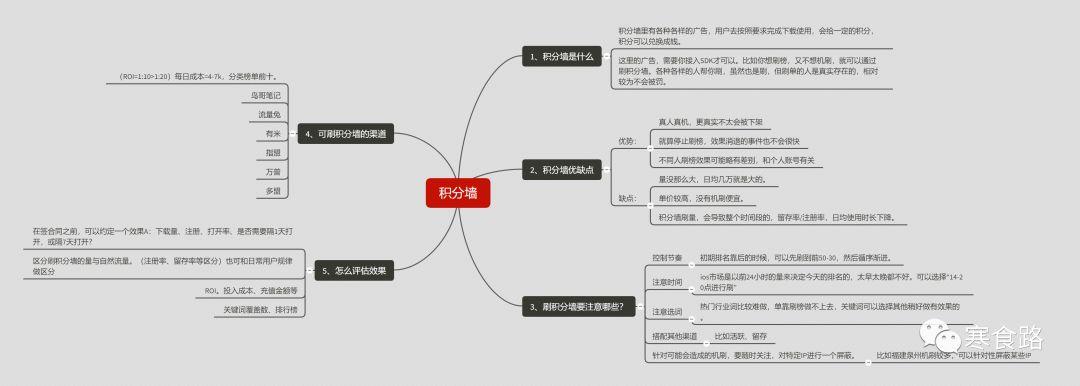 积分墙
1、积分墙是什么
积分墙里有各种各样的广告，用户去按照要求完成下载使用，会给一定的积分，
积分可以兑换成钱。
这里的广告，需要你接入SDK才可以。比如你想刷榜，又不想机刷，就可以通过
刷积分墙。各种各样的人帮你刷，虽然也是刷，但刷单的人是真实存在的，相对
较为不会被罚。
2、积分墙优缺点
优势：
真人真机，更真实不太会被下架
就算停止刷榜，效果消退的事件也不会很快
不同人刷榜效果可能略有差别，和个人账号有关
缺点：
量没那么大，日均几万就是大的。
单价较高，没有机刷便宜。
积分墙刷量，会导致整个时间段的，留存率/注册率，日均使用时长下降。
3、刷积分墙要注意哪些？
控制节奏
初期排名靠后的时候，可以先刷到前50-30，然后循序渐进。
注意时间
ios市场是以前24小时的量来决定今天的排名的，太早太晚都不好。可以选择"14-2
0点进行刷"
注意选词
热门行业词比较难做，单靠刷榜做不上去，关键词可以选择其他稍好做有效果的
。
搭配其他渠道
比如活跃，留存
针对可能会造成的机刷，要随时关注，对特定IP进行一个屏蔽。
比如福建泉州机刷较多，可以针对性屏蔽某些IP
4、可刷积分墙的渠道
（ROI=1:10>1:20）每日成本=4-7k，分类榜单前十。
鸟哥笔记
流量兔
有米
指盟
万普
多盟
5、怎么评估效果
在签合同之前，可以约定一个效果A：下载量、注册、打开率、是否需要隔1天打
开，或隔7天打开？
区分刷积分墙的量与自然流量。（注册率、留存率等区分）也可和日常用户规律
做区分
ROI。投入成本、充值金额等
关键词覆盖数、排行榜
寒食路